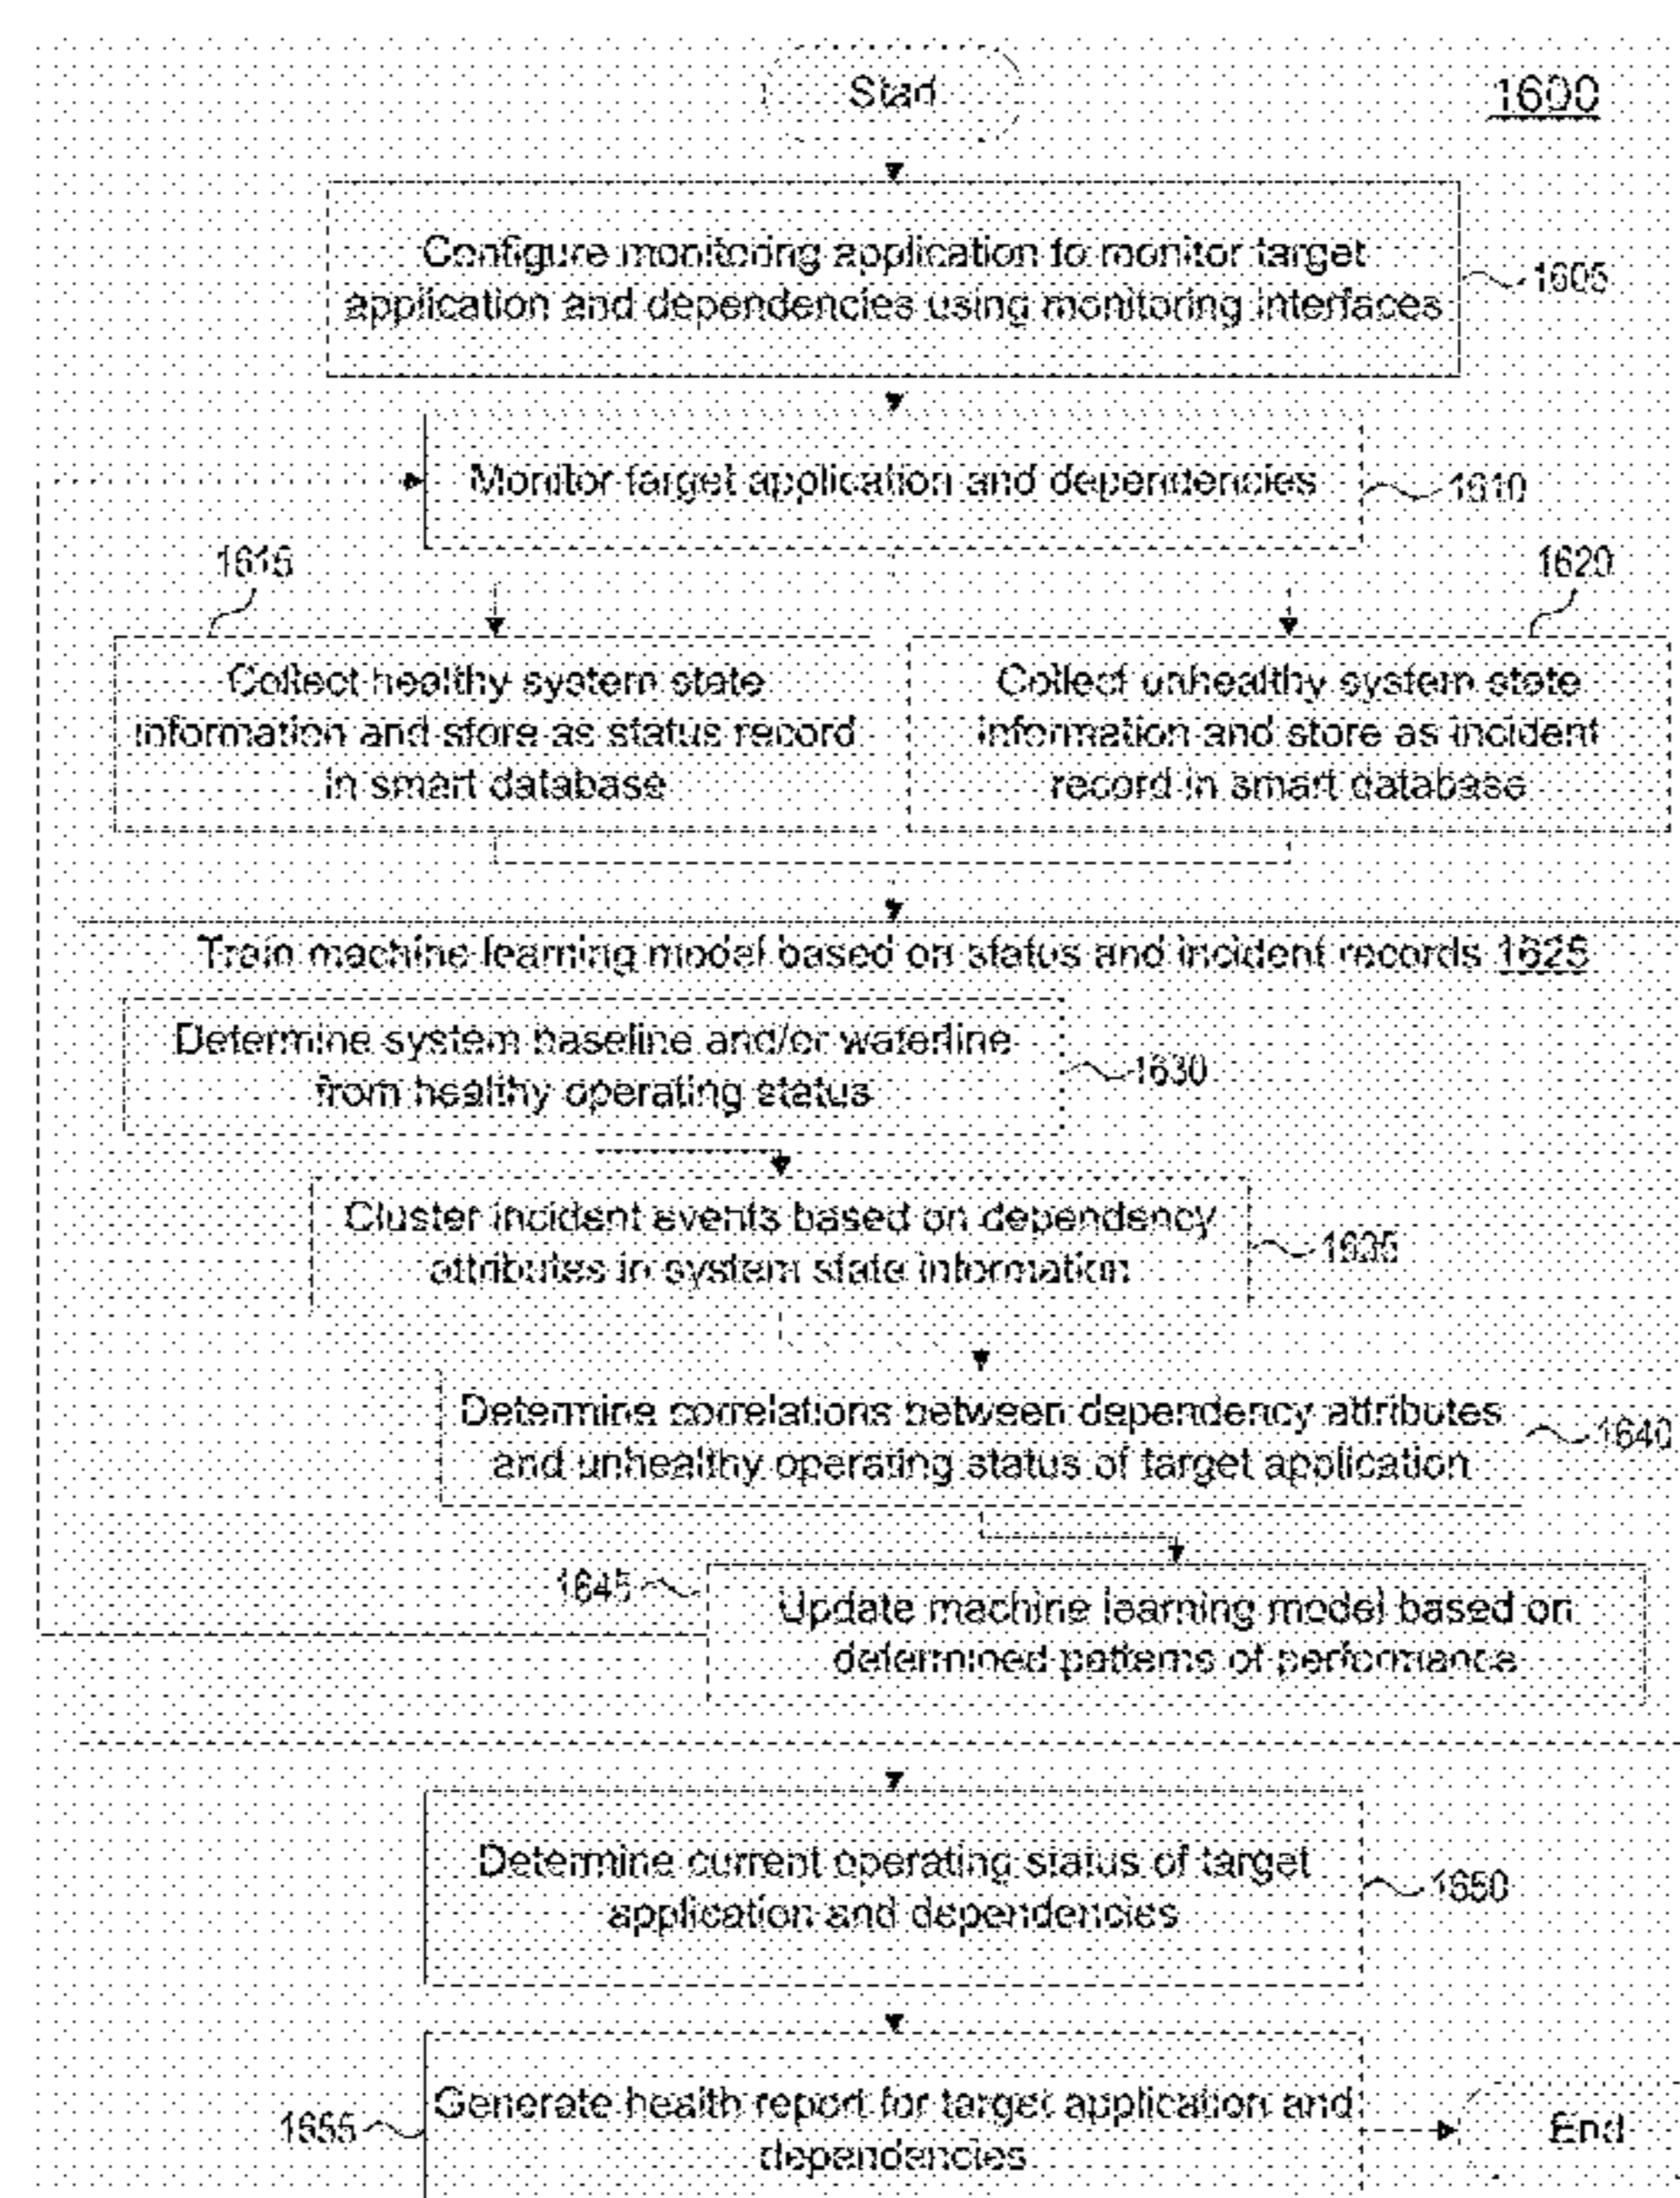 Start
1600
Configure monitoring application to monitor target
application and dependencies using monitoring interfaces
1605
Monitor target application and dependencies
1610
1615
1620
Collect healthy system state
information and store as status record
in smart database
Collect unhealthy system state
information and store as incident
record in smart database
Train machine learning model based on status and incident records 1625
Determine system baseline and/or waterline
from healthy operating status
1630
Cluster incident events based on dependency
attributes in system state information
1635
Determine correlations between dependency attributes
and unhealthy operating status of target application
1640
1645
Update machine learning model based on
determined patterns of performance
Determine current operating status of target
application and dependencies
1650
Generate health report for target application and
dependencies
1655
End